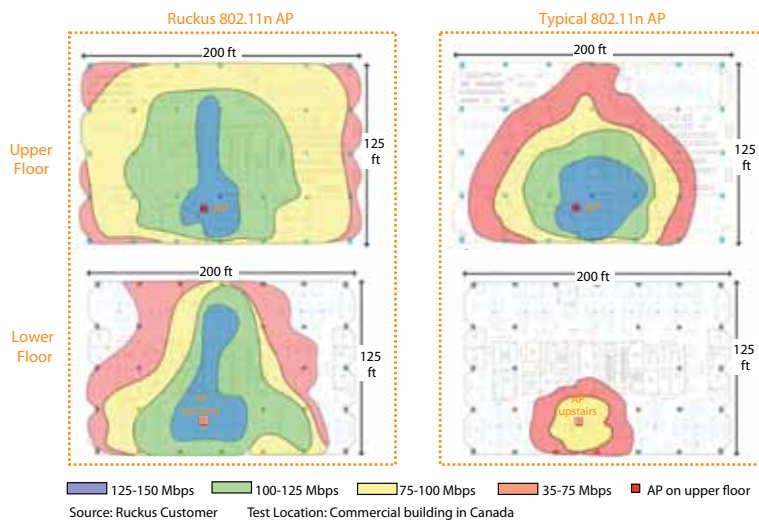 Ruckus 802.11n AP
Typical 802.11n AP
200 ft
200 ft
Upper
Floor
125
ft
125
ft
AP
AP
200 ft
200 ft
Lower
Floor
125
ft
125
ft
AP
upstairs
AP
upstairs
125-150 Mbps
100-125 Mbps
75-100 Mbps
35-75 Mbps
AP on upper floor
Source: Ruckus Customer
Test Location: Commercial building in Canada